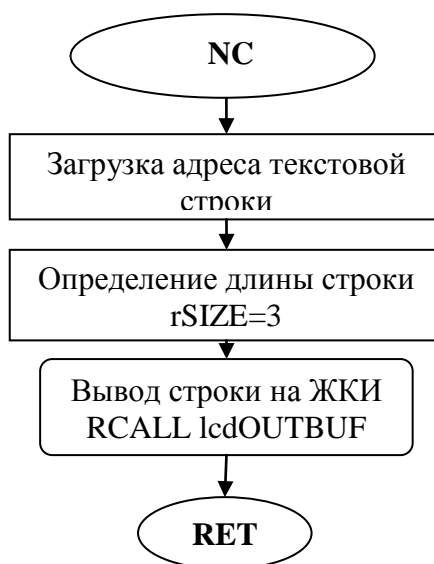 NC
Загрузка адреса текстовой
строки
Определение длины строки
rSIZE=3
Вывод строки на ЖКИ
RCALL lcdOUTBUF
RET